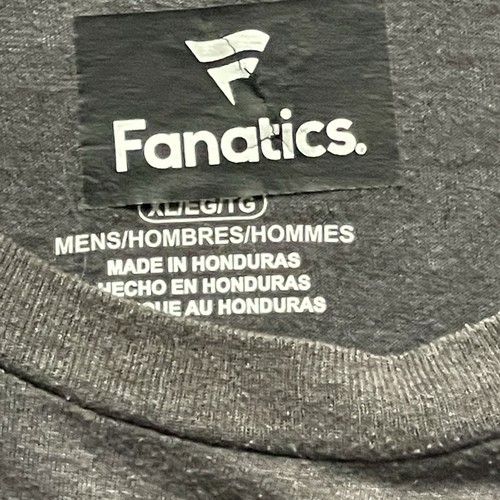 Fanatics.
XL/EG/TG
MENS/HOMBRES/HOMMES
MADE IN HONDURAS
HECHO EN HONDURAS
AU HONDURAS